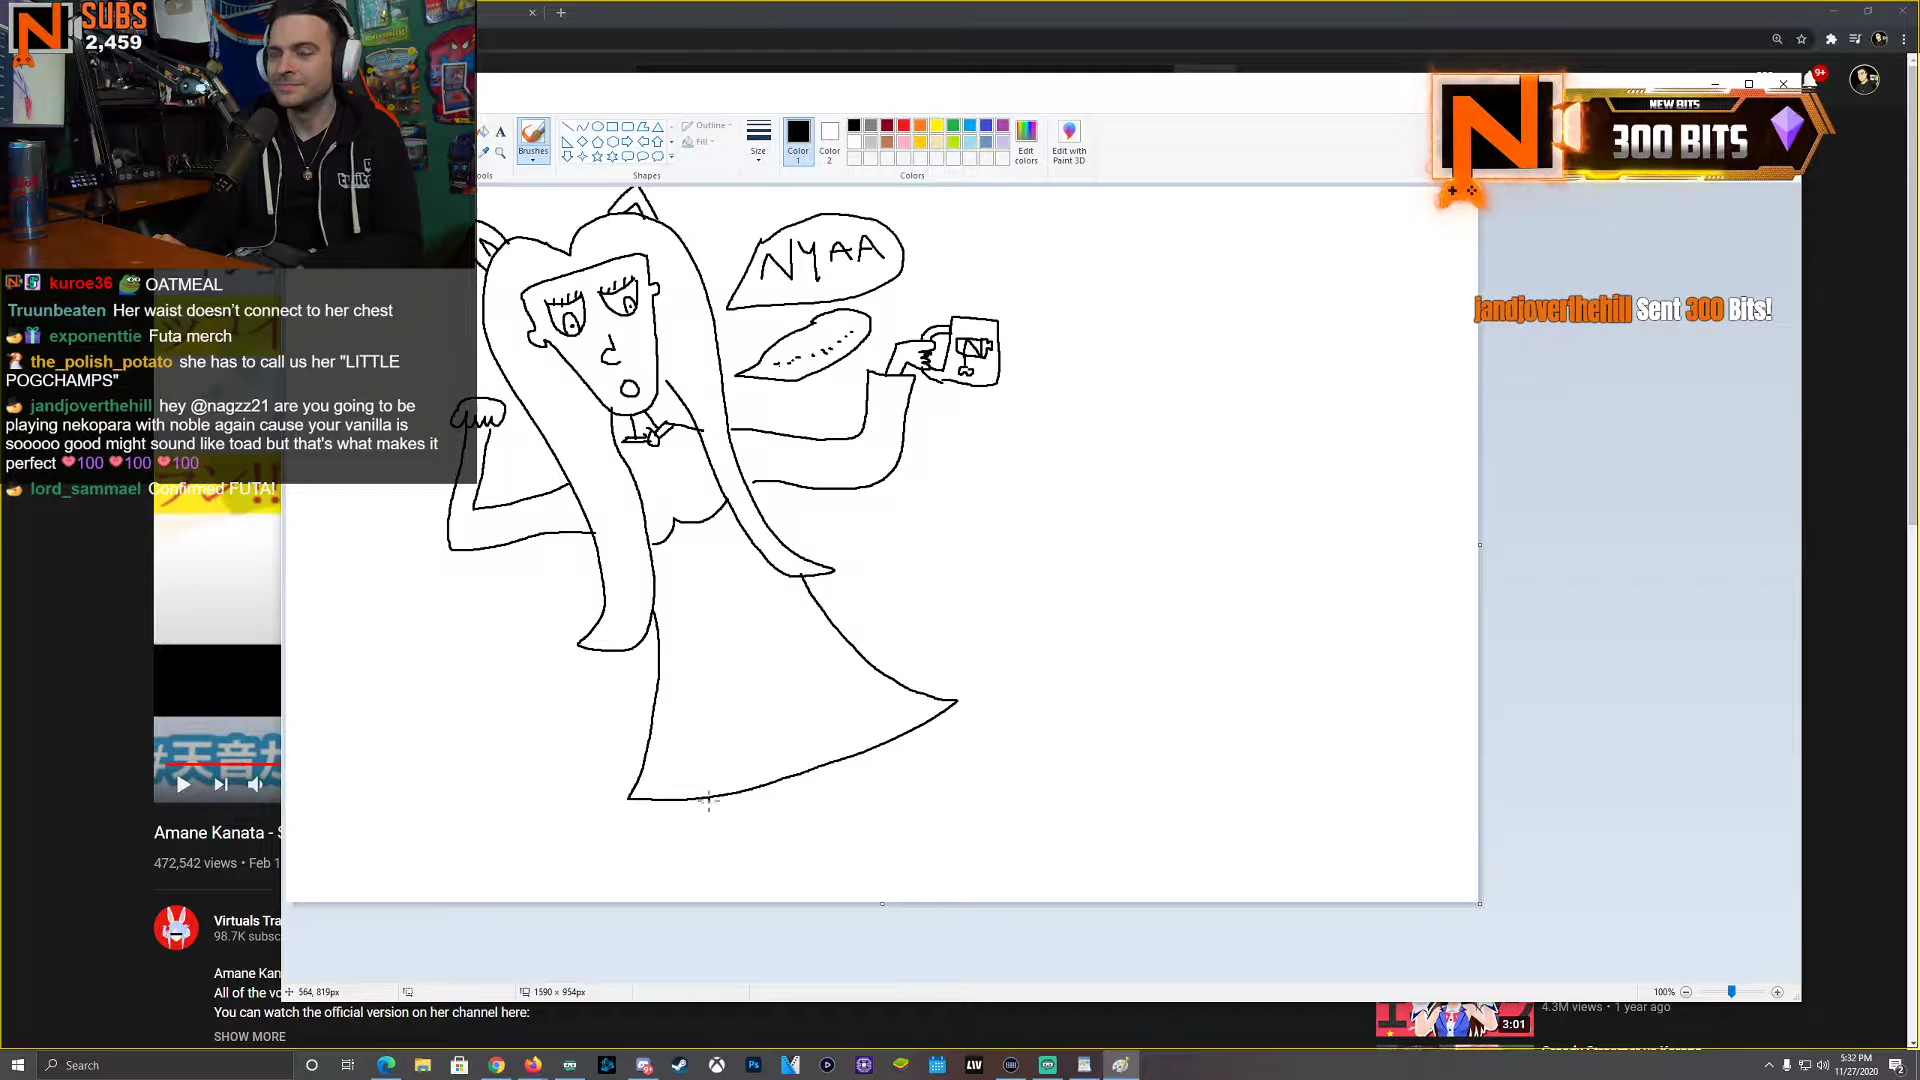 SUBS
2,459
kuroe36 OATMEAL
Truunbeaten Her waist doesn't connect to her chest
exponenttie Futa merch
the_polish_potato she has to call us her "LITTLE
POGCHAMPS"
jandjoverthehill hey @nagzz21 are you going to be
playing nekopara with noble again cause your vanilla is
sooooo good might sound like toad but that's what makes it
perfect 100 100 100
lord_sammael Confirmed FUTA!
Brushes
Shapes
Outline
Fill
Size
Color
1
Color
2
Colors
Edit
colors
Edit with
Paint 3D
N
NEW BITS
300 BITS
9+
jandjoverthehill Sent 300 Bits!
NYAA
N
#天音か
Amane Kanata - S
472,542 views • Feb 1
Virtuals Tra
98.7K subsc
Amane Kan
All of the vo
You can watch the official version on her channel here:
SHOW MORE
564, 819px
1590 × 954px
100%
4.3M views • 1 year ago
3:01
Search
LIV
5:32 PM
11/27/2020